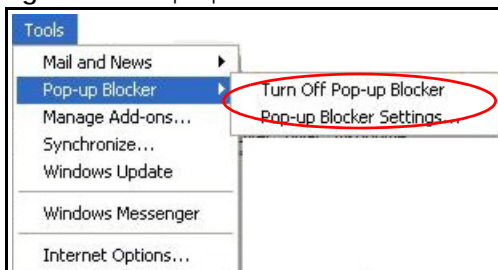 Tools
Mail and News
Pop-up Blocker
Turn Off Pop-up Blocker
Manage Add-ons...
Pop-up Blocker Settings...
Synchronize...
Windows Update
Windows Messenger
Internet Options...